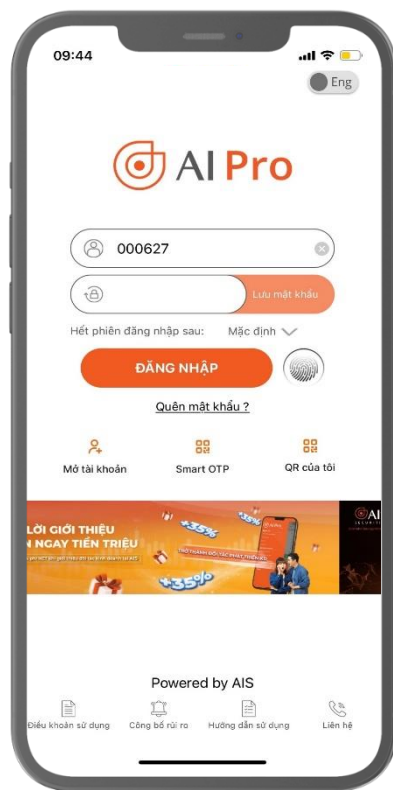 09:44
Eng
AI Pro
000627
Lưu mật khẩu
Hết phiên đăng nhập sau: Mặc định
ĐĂNG NHẬP
Quên mật khẩu ?
Mở tài khoản Smart OTP QR của tôi
LỜI GIỚI THIỆU
NGAY TIỀN TRIỆU
+35%
+35%
+35%
AI
Powered by AIS
Điều khoản sử dụng Công bố rủi ro Hướng dẫn sử dụng Liên hệ